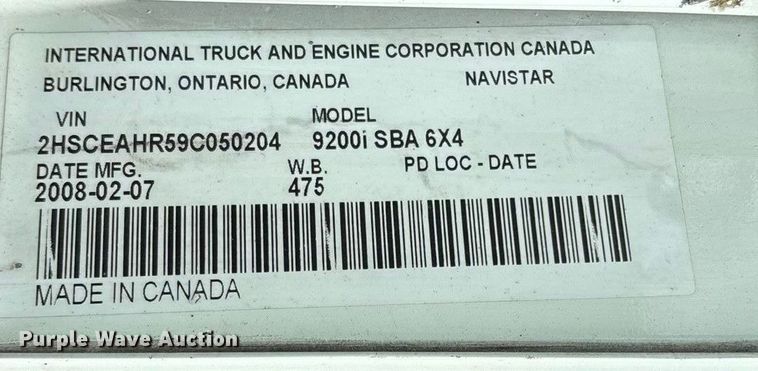 INTERNATIONAL TRUCK AND ENGINE CORPORATION CANADA
BURLINGTON, ONTARIO, CANADA NAVISTAR
VIN MODEL
2HSCEAHR59C050204 9200i SBA 6X4
DATE MFG. W.B. PD LOC - DATE
2008-02-07 475
MADE IN CANADA
Purple Wave Auction